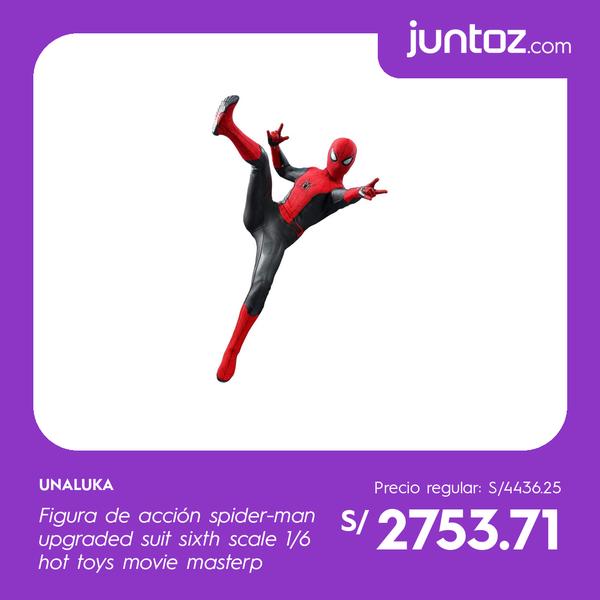 juntoz.com
UNALUKA
Figura de acción spider-man
upgraded suit sixth scale 1/6
hot toys movie masterp
Precio regular: S/4436.25
S/ 2753.71